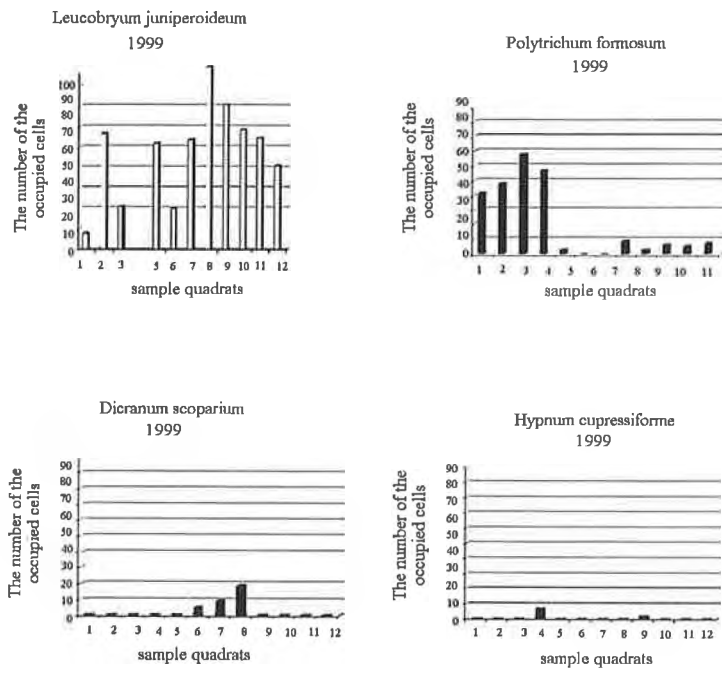 Leucobryum juniperoideum
1999
The number of the
occupied cells
100
90
80
70
60
50
40
30
20
10
0
1 2 3 5 6 7 8 9 10 11 12
sample quadrats
Polytrichum formosum
1999
The number of the
occupied cells
90
80
70
60
50
40
30
20
10
0
1 2 3 4 5 6 7 8 9 10 11
sample quadrats
Dicranum scoparium
1999
The number of the
occupied cells
90
80
70
60
50
40
30
20
10
0
1 2 3 4 5 6 7 8 9 10 11 12
sample quadrats
Hypnum cupressiforme
1999
The number of the
occupied cells
90
80
70
60
50
40
30
20
10
0
1 2 3 4 5 6 7 8 9 10 11 12
sample quadrats